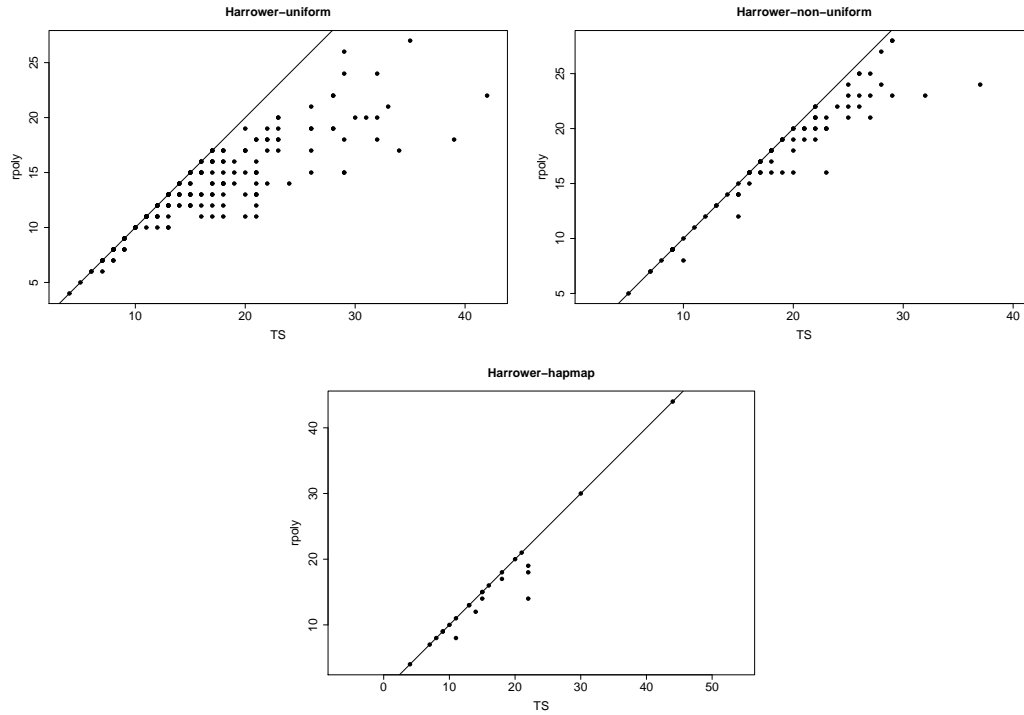 Harrower−uniform
25
20
15
10
5
rpoly
10 20 30 40
TS
Harrower−non−uniform
25
20
15
10
5
rpoly
10 20 30 40
TS
Harrower−hapmap
40
30
20
10
rpoly
0 10 20 30 40 50
TS